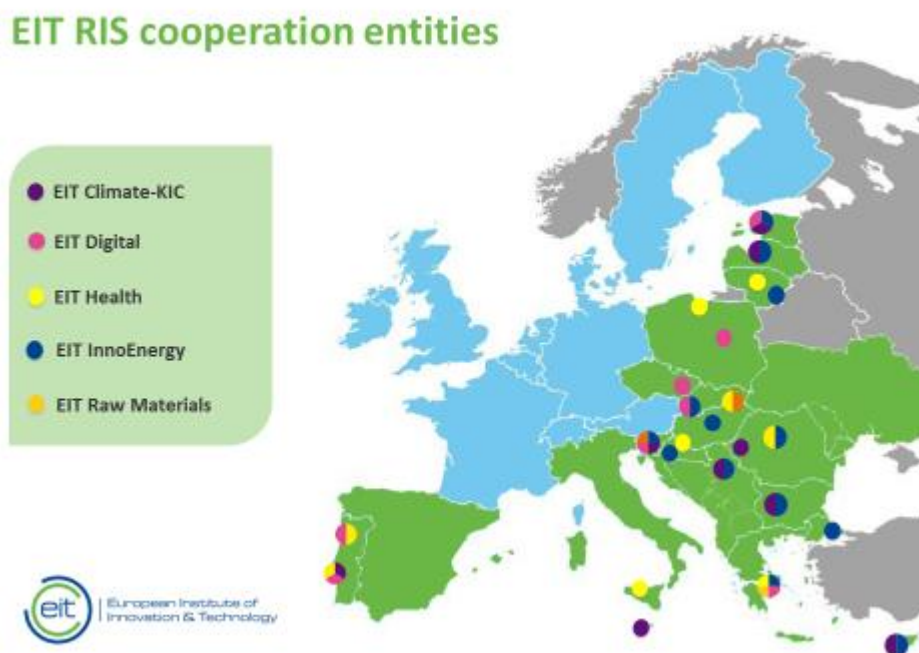 EIT RIS cooperation entities
EIT Climate-KIC
EIT Digital
EIT Health
EIT InnoEnergy
EIT Raw Materials
eit
European Institute of
Innovation & Technology